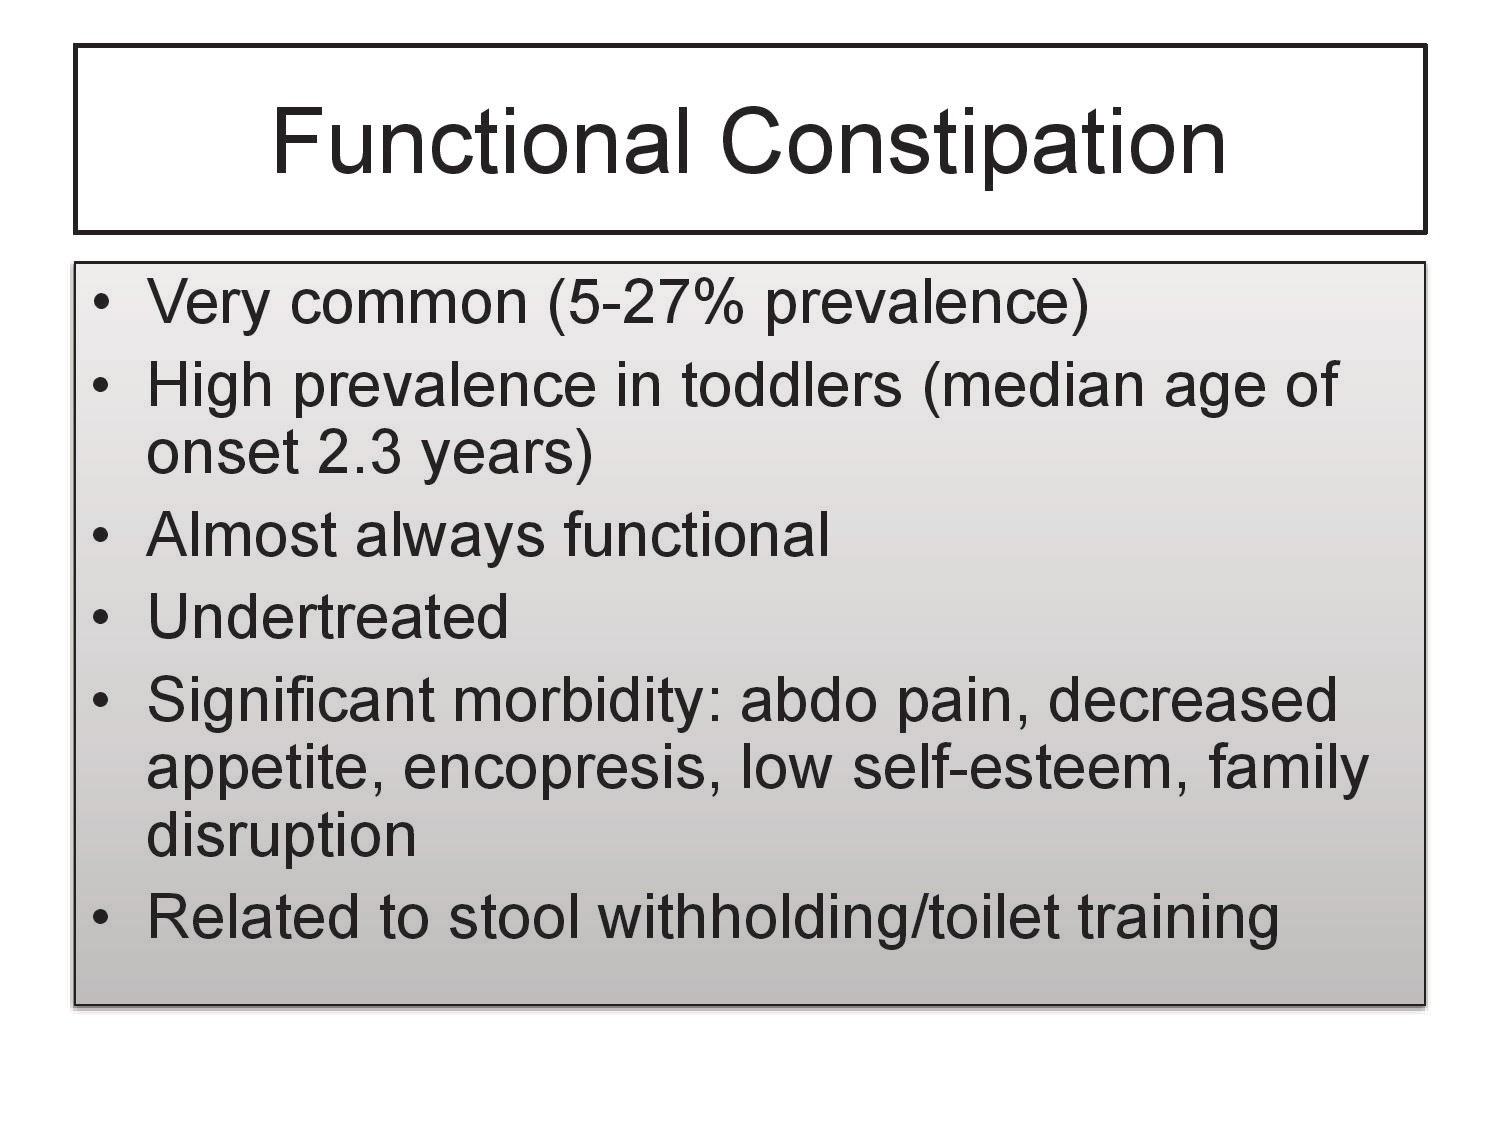 Functional Constipation
• Very common (5-27% prevalence)
• High prevalence in toddlers (median age of
onset 2.3 years)
• Almost always functional
• Undertreated
• Significant morbidity: abdo pain, decreased
appetite, encopresis, low self-esteem, family
disruption
• Related to stool withholding/toilet training